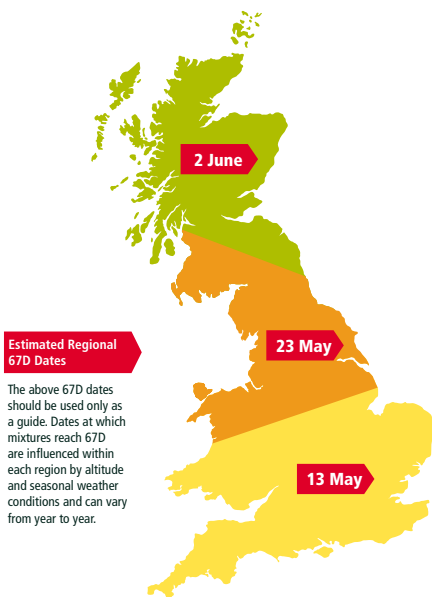 2 June
23 May
13 May
Estimated Regional
67D Dates
The above 67D dates
should be used only as
a guide. Dates at which
mixtures reach 67D
are influenced within
each region by altitude
and seasonal weather
conditions and can vary
from year to year.